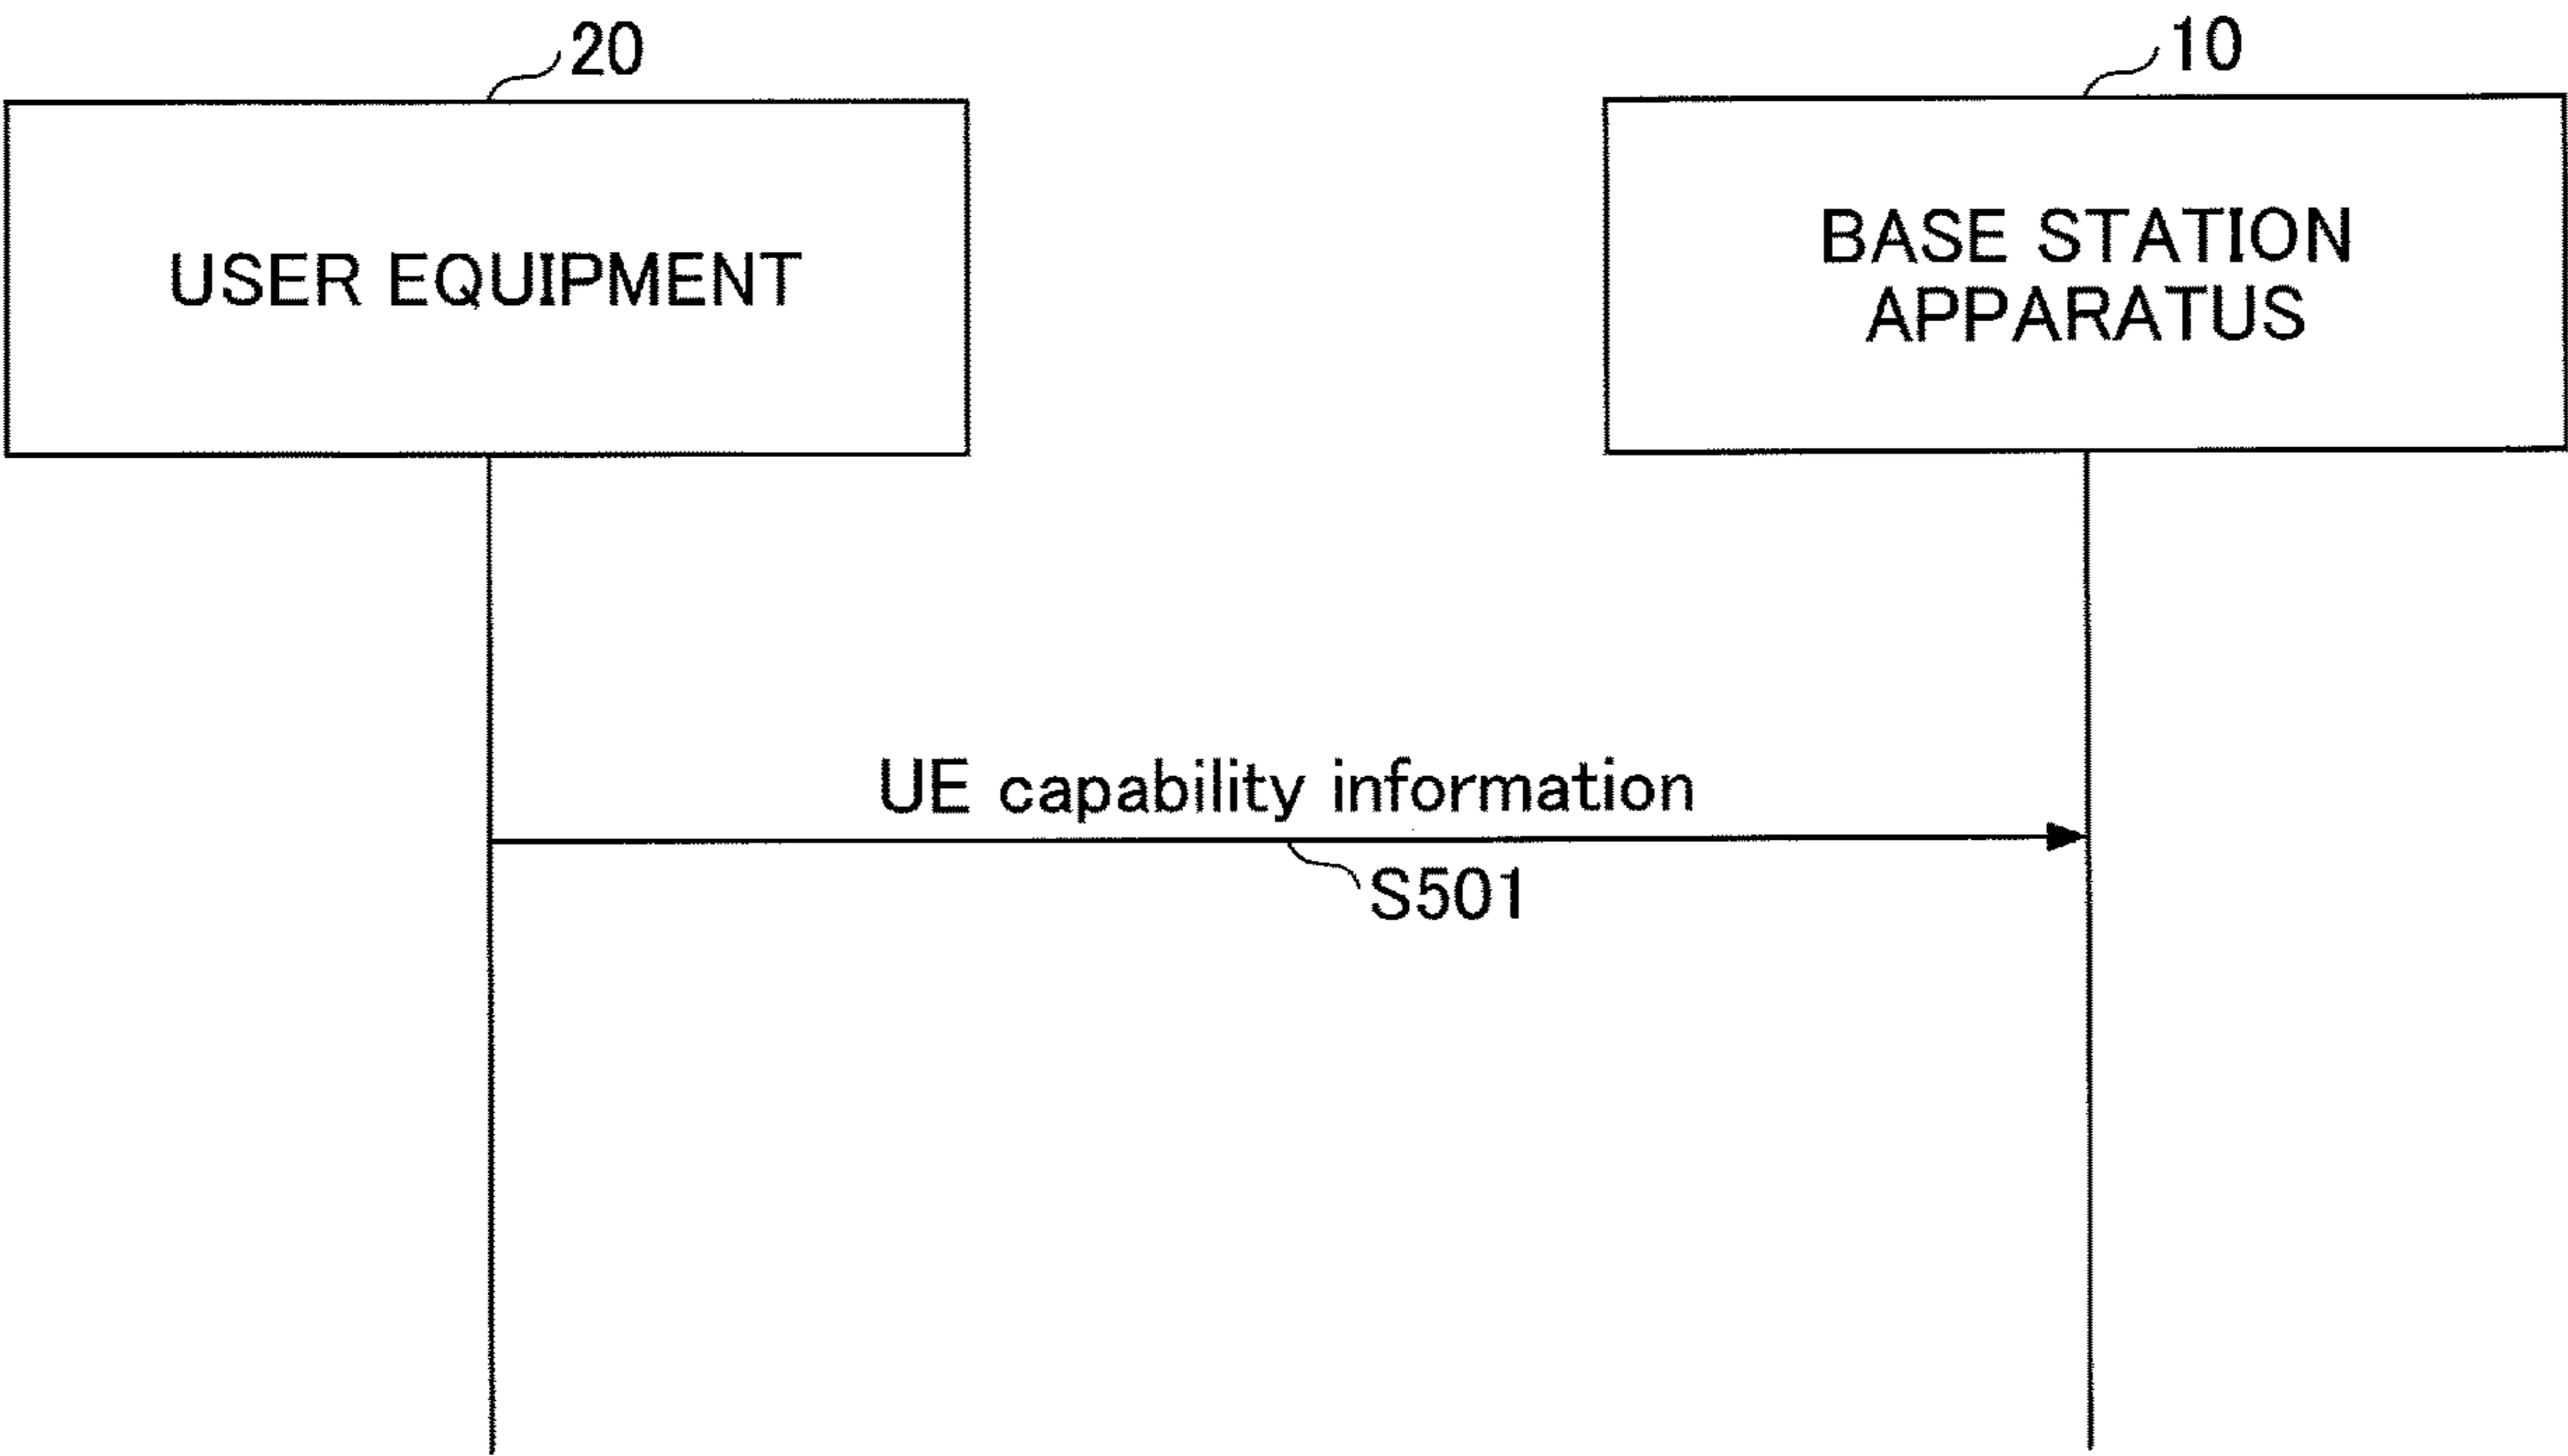 20
10
USER EQUIPMENT
BASE STATION
APPARATUS
UE capability information
S501